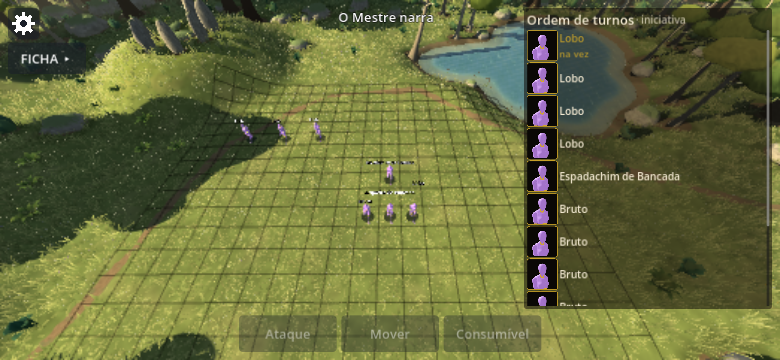 O Mestre narra
Ordem de turnos iniciativa
FICHA
Lobo
na vez
Lobo
Lobo
Lobo
Espadachim de Bancada
Bruto
Bruto
Bruto
Bruto
Ataque
Mover
Consumível